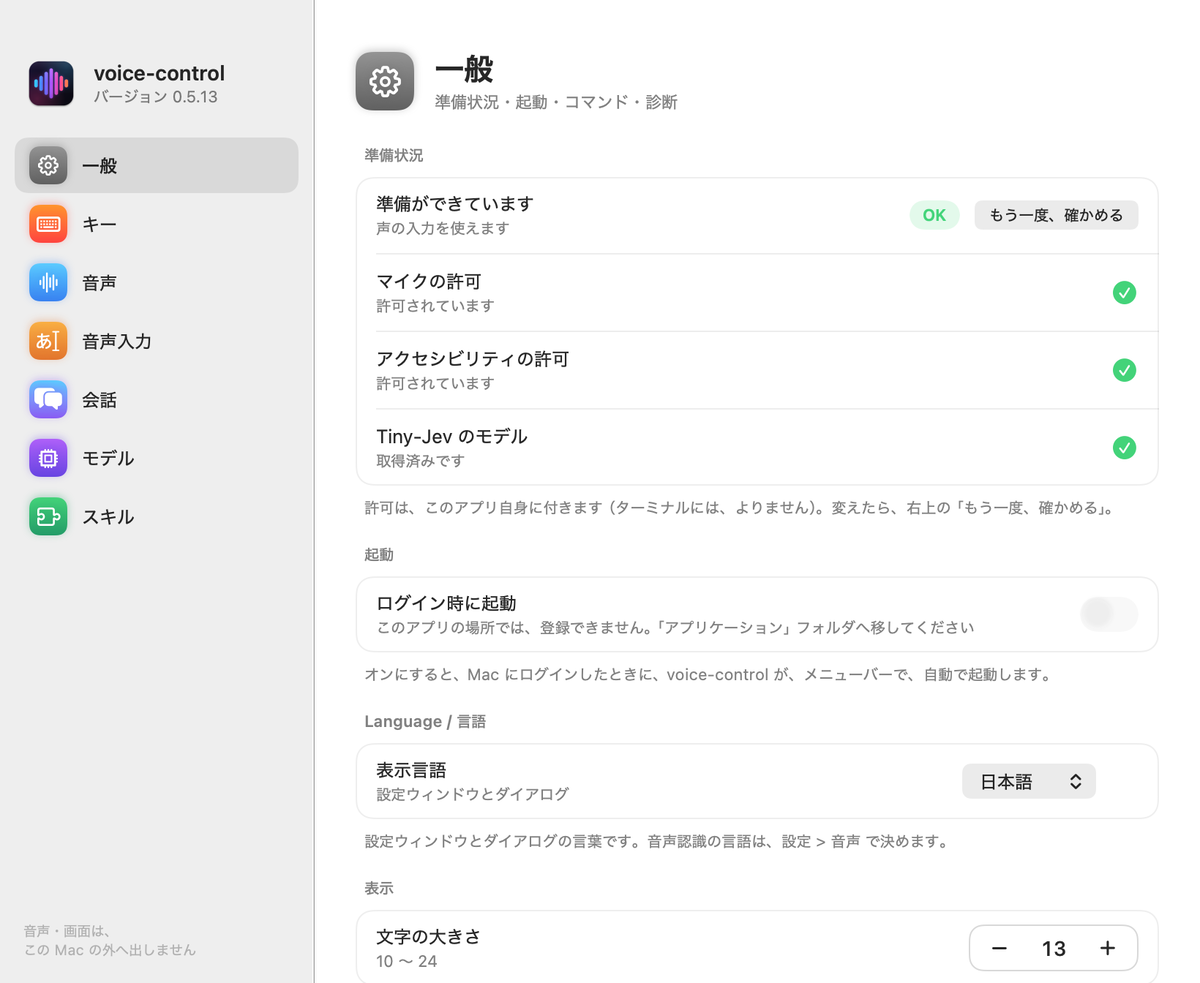 voice-control
バージョン 0.5.13
一般
キー
音声
あ
音声入力
会話
モデル
スキル
音声・画面は、
この Mac の外へ出しません
一般
準備状況・起動・コマンド・診断
準備状況
準備ができています
声の入力を使えます
OK
もう一度、確かめる
マイクの許可
許可されています
アクセシビリティの許可
許可されています
Tiny-Jev のモデル
取得済みです
許可は、このアプリ自身に付きます（ターミナルには、よりません）。変えたら、右上の「もう一度、確かめる」。
起動
ログイン時に起動
このアプリの場所では、登録できません。「アプリケーション」フォルダへ移してください
オンにすると、Mac にログインしたときに、voice-control が、メニューバーで、自動で起動します。
Language / 言語
表示言語
設定ウィンドウとダイアログ
日本語
設定ウィンドウとダイアログの言葉です。音声認識の言語は、設定 > 音声 で決めます。
表示
文字の大きさ
10 〜 24
− 13 +